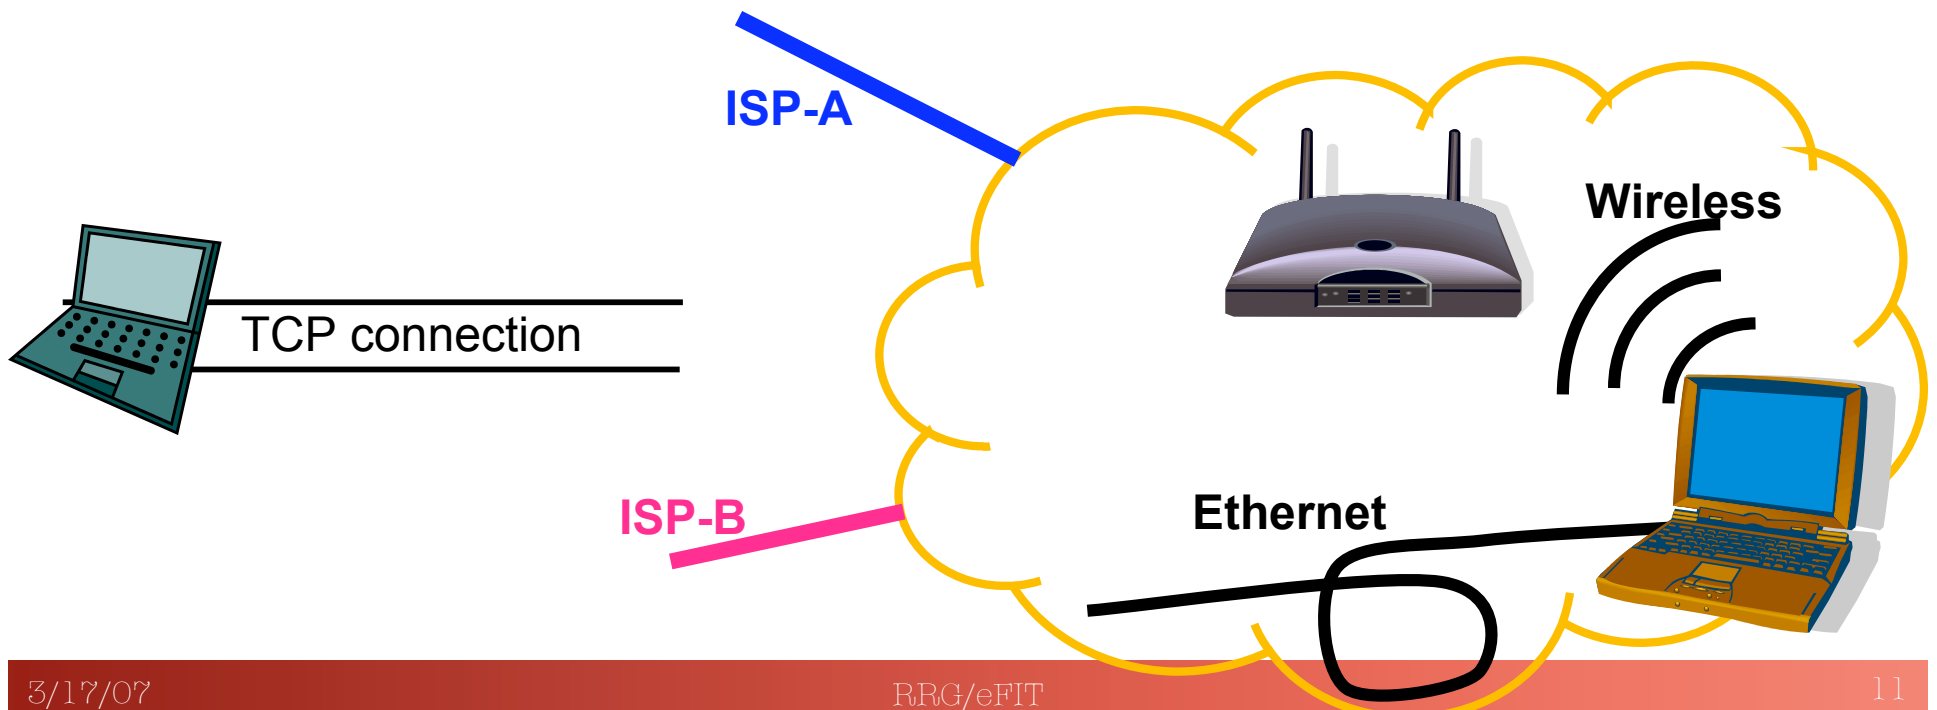 ISP-A
Wireless
TCP connection
ISP-B
Ethernet
3/17/07
RRG/eFIT
11